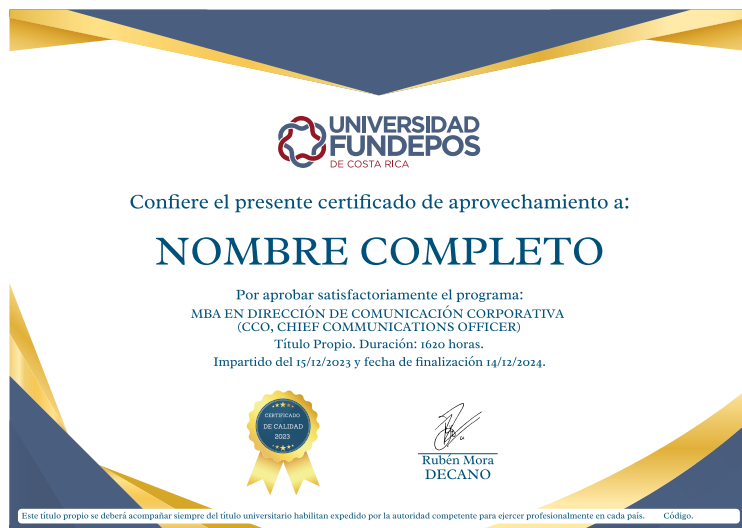 UNIVERSIDAD
FUNDEPOS
DE COSTA RICA
Confiere el presente certificado de aprovechamiento a:
NOMBRE COMPLETO
Por aprobar satisfactoriamente el programa:
MBA EN DIRECCIÓN DE COMUNICACIÓN CORPORATIVA
(CCO, CHIEF COMMUNICATIONS OFFICER)
Título Propio. Duración: 1620 horas.
Impartido del 15/12/2023 y fecha de finalización 14/12/2024.
CERTIFICADO
DE CALIDAD
2023
Rubén Mora
DECANO
Este título propio se deberá acompañar siempre del título universitario habilitan expedido por la autoridad competente para ejercer profesionalmente en cada país. Código.